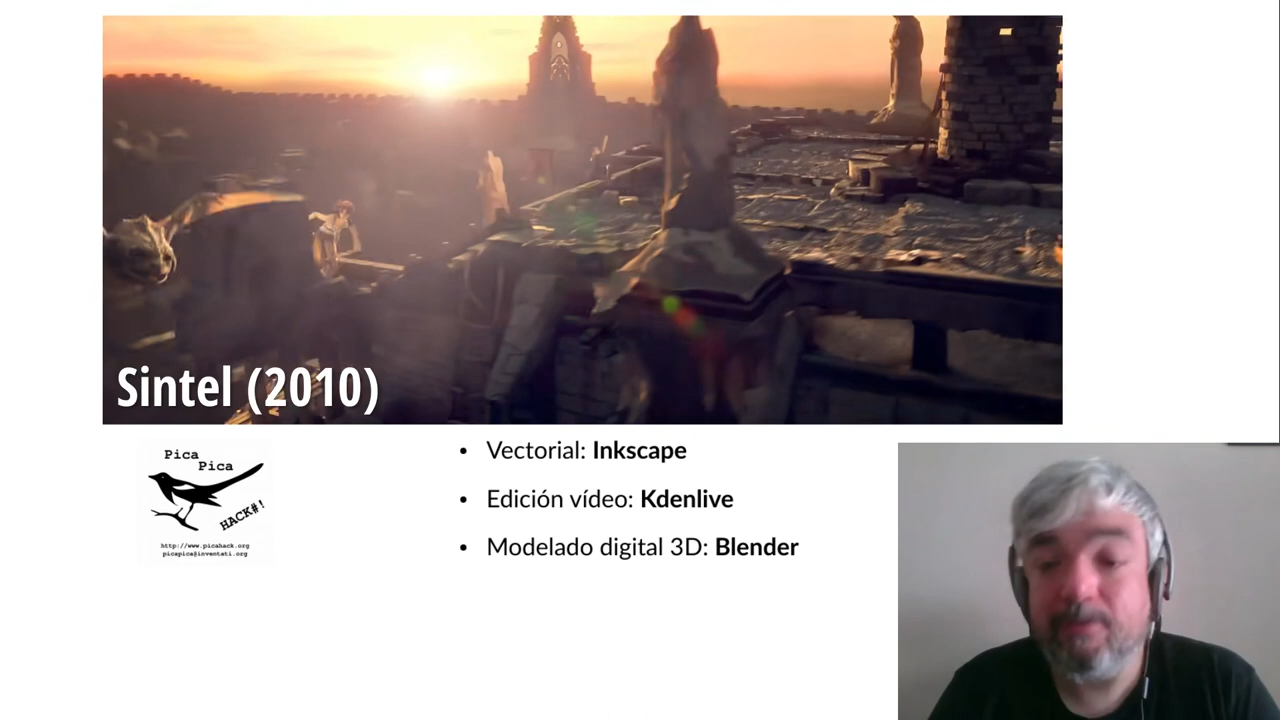 Sintel (2010)
Pica
Pica
HACK#!
http://www.picahack.org
picapica@inventati.org
• Vectorial: Inkscape
• Edición vídeo: Kdenlive
• Modelado digital 3D: Blender